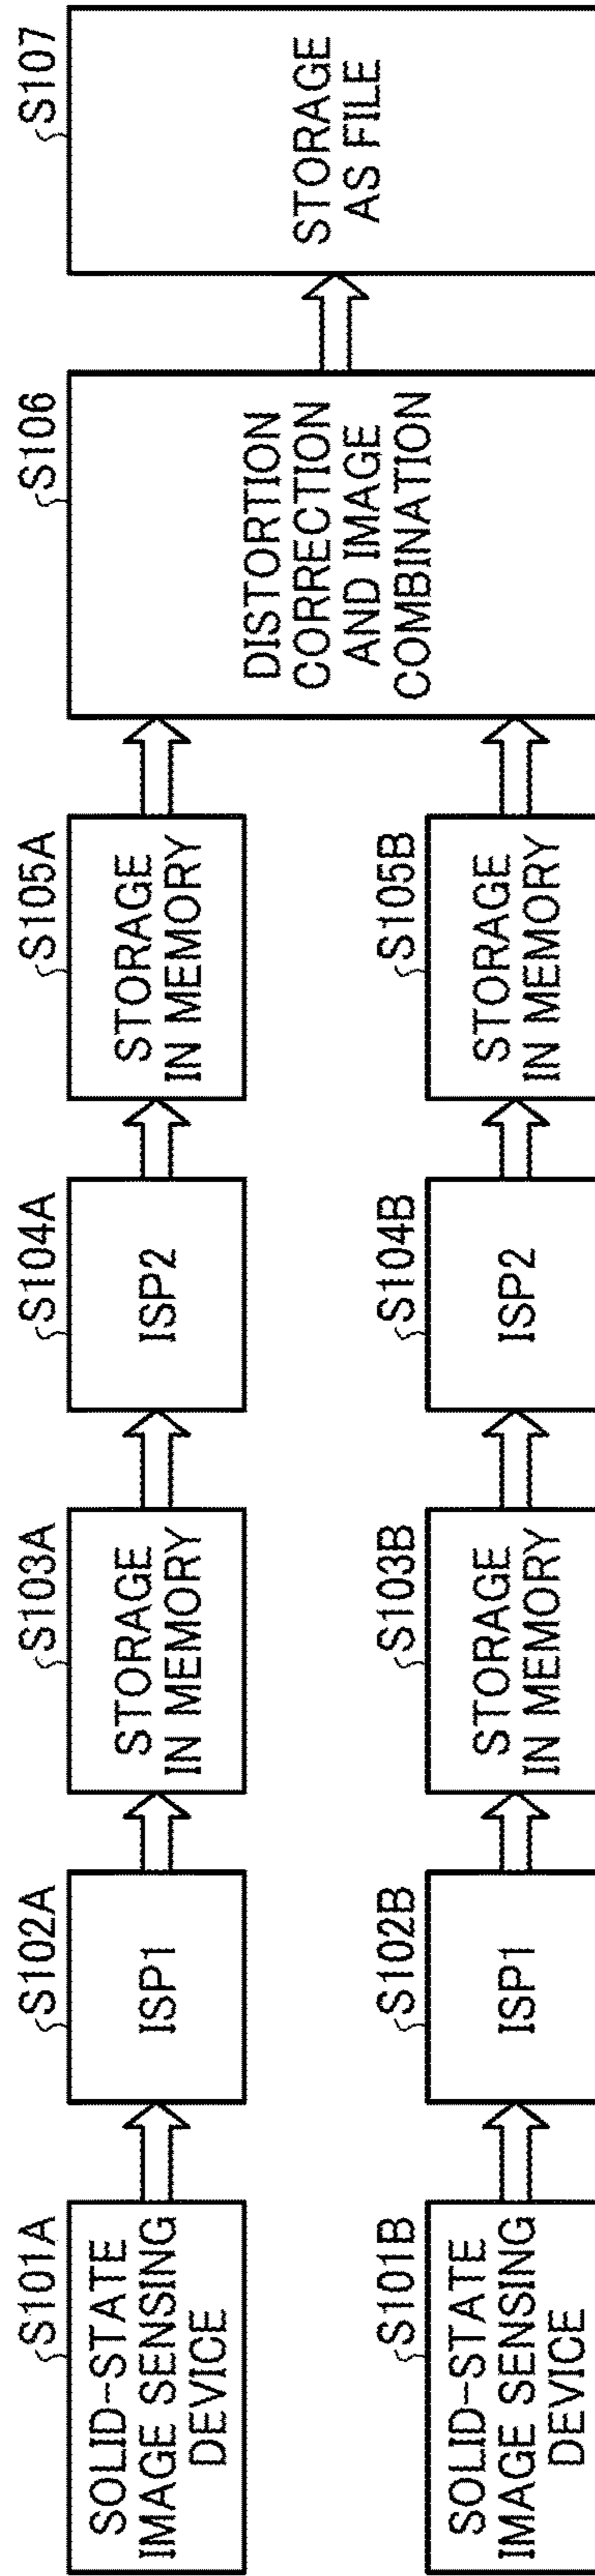 S101A
SOLID-STATE
IMAGE SENSING
DEVICE
S102A
ISP1
S103A
STORAGE
IN MEMORY
S104A
ISP2
S105A
STORAGE
IN MEMORY
S101B
SOLID-STATE
IMAGE SENSING
DEVICE
S102B
ISP1
S103B
STORAGE
IN MEMORY
S104B
ISP2
S105B
STORAGE
IN MEMORY
S106
DISTORTION
CORRECTION
AND IMAGE
COMBINATION
S107
STORAGE
AS FILE